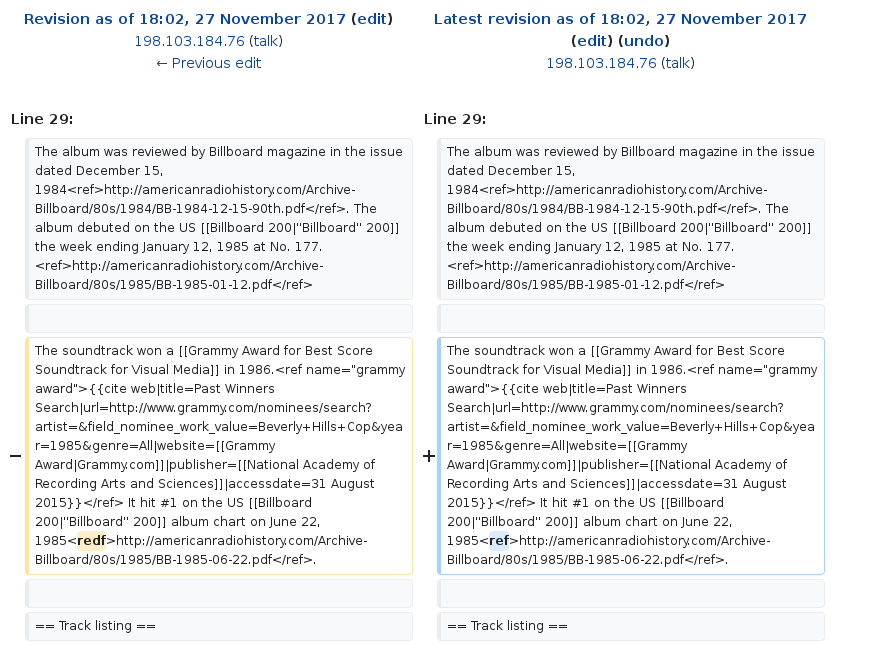 Revision as of 18:02, 27 November 2017 (edit)
198.103.184.76 (talk)
← Previous edit
Latest revision as of 18:02, 27 November 2017
(edit) (undo)
198.103.184.76 (talk)
Line 29:
Line 29:
The album was reviewed by Billboard magazine in the issue
dated December 15,
1984<ref>http://americanradiohistory.com/Archive-
Billboard/80s/1984/BB-1984-12-15-90th.pdf</ref>. The
album debuted on the US [[Billboard 200|"Billboard" 200]]
the week ending January 12, 1985 at No. 177.
<ref>http://americanradiohistory.com/Archive-
Billboard/80s/1985/BB-1985-01-12.pdf</ref>
The album was reviewed by Billboard magazine in the issue
dated December 15,
1984<ref>http://americanradiohistory.com/Archive-
Billboard/80s/1984/BB-1984-12-15-90th.pdf</ref>. The
album debuted on the US [[Billboard 200|"Billboard" 200]]
the week ending January 12, 1985 at No. 177.
<ref>http://americanradiohistory.com/Archive-
Billboard/80s/1985/BB-1985-01-12.pdf</ref>
−
The soundtrack won a [[Grammy Award for Best Score
Soundtrack for Visual Media]] in 1986.<ref name="grammy
award">{{cite web|title=Past Winners
Search|url=http://www.grammy.com/nominees/search?
artist=&field_nominee_work_value=Beverly+Hills+Cop&yea
r=1985&genre=All|website=[[Grammy
Award|Grammy.com]]|publisher=[[National Academy of
Recording Arts and Sciences]]|accessdate=31 August
2015}}</ref> It hit #1 on the US [[Billboard
200|"Billboard" 200]] album chart on June 22,
1985<redf>http://americanradiohistory.com/Archive-
Billboard/80s/1985/BB-1985-06-22.pdf</ref>.
+
The soundtrack won a [[Grammy Award for Best Score
Soundtrack for Visual Media]] in 1986.<ref name="grammy
award">{{cite web|title=Past Winners
Search|url=http://www.grammy.com/nominees/search?
artist=&field_nominee_work_value=Beverly+Hills+Cop&yea
r=1985&genre=All|website=[[Grammy
Award|Grammy.com]]|publisher=[[National Academy of
Recording Arts and Sciences]]|accessdate=31 August
2015}}</ref> It hit #1 on the US [[Billboard
200|"Billboard" 200]] album chart on June 22,
1985<ref>http://americanradiohistory.com/Archive-
Billboard/80s/1985/BB-1985-06-22.pdf</ref>.
== Track listing ==
== Track listing ==